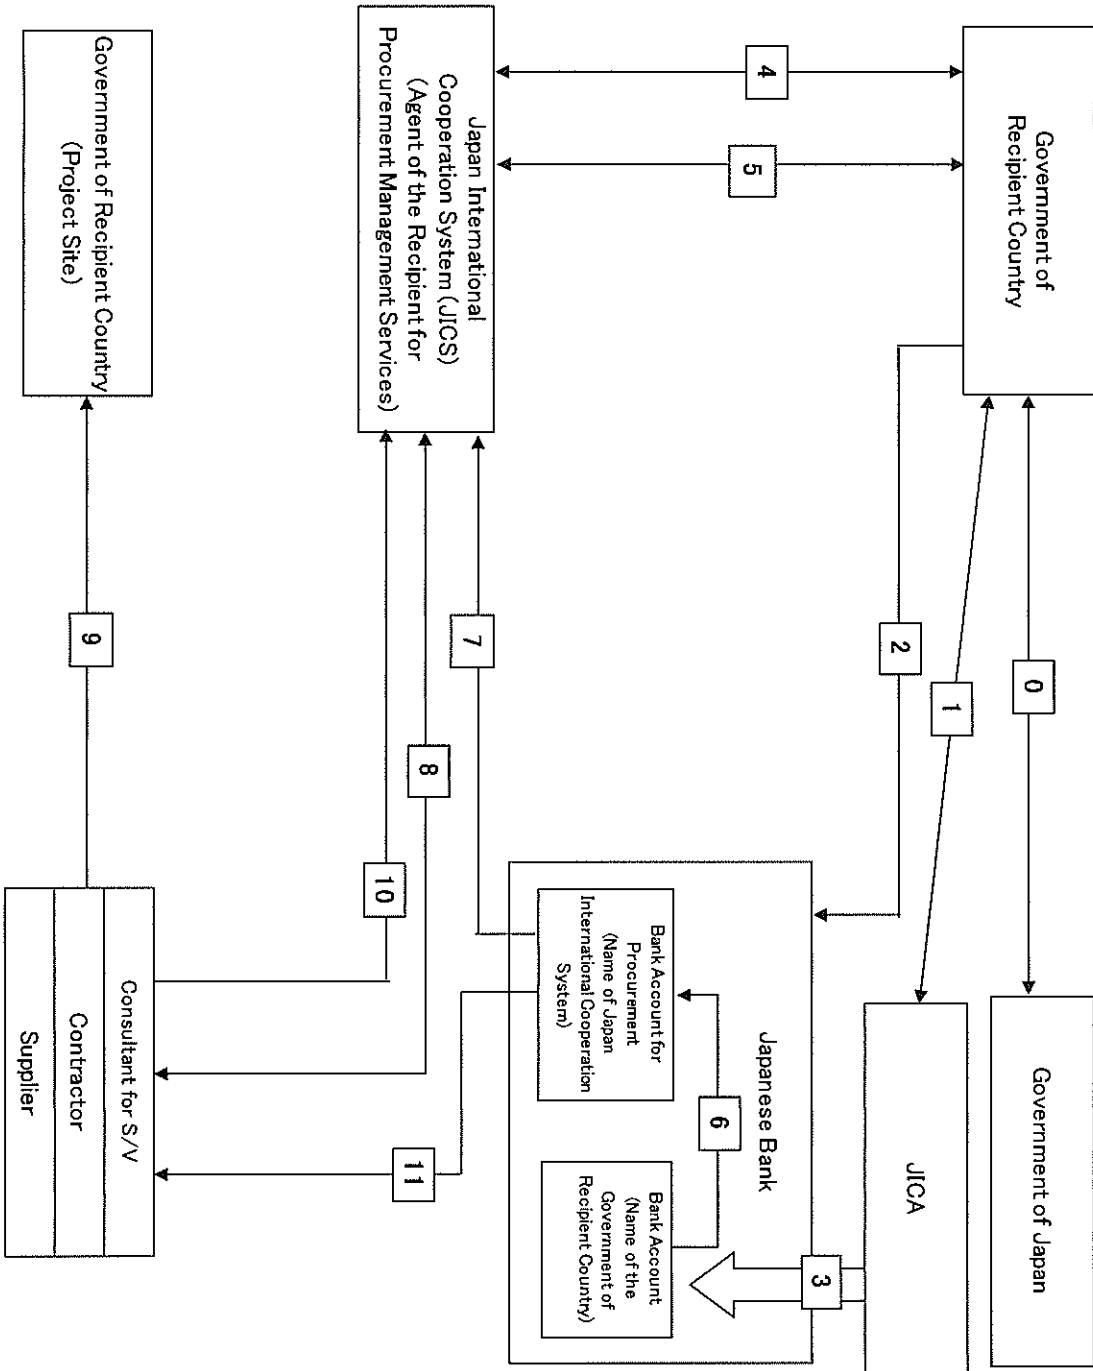 Government of
Recipient Country
0
Government of Japan
1
JICA
2
3
4
5
Japanese Bank
6
Bank Account for
Procurement
(Name of Japan
International Cooperation
System)
Bank Account
(Name of the
Government of
Recipient Country)
Japan International
Cooperation System (JICS)
(Agent of the Recipient for
Procurement Management Services)
7
8
10
11
Government of Recipient Country
(Project Site)
9
Consultant for S/V
Contractor
Supplier